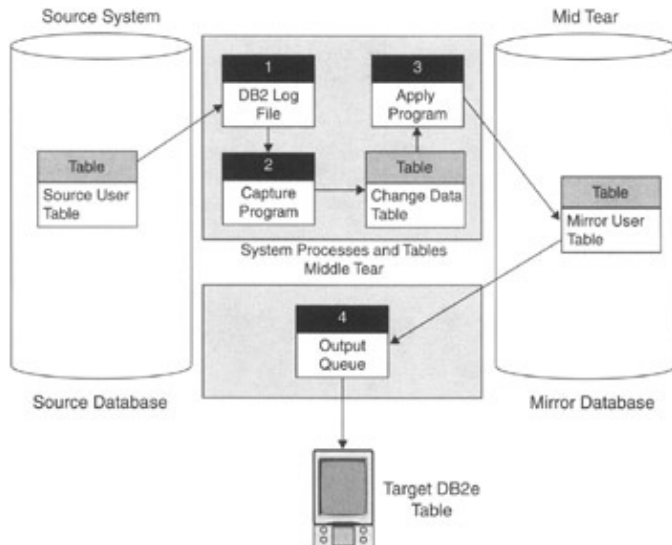 Source System
Mid Tear
1
DB2 Log
File
3
Apply
Program
Table
Source User
Table
2
Capture
Program
Table
Change Data
Table
Table
Mirror User
Table
System Processes and Tables
Middle Tear
4
Output
Queue
Source Database
Mirror Database
Target DB2e
Table